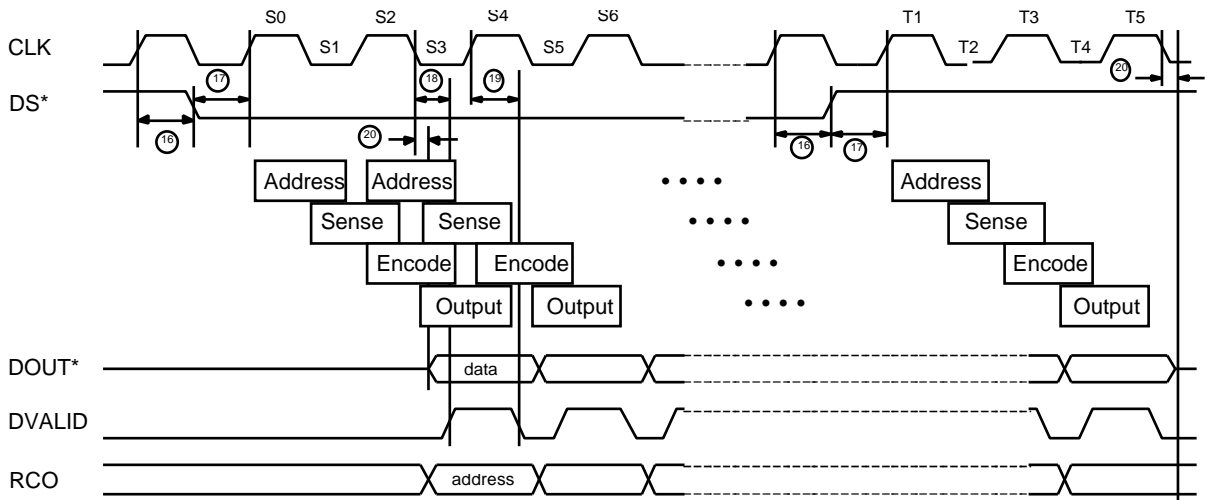 S0 S2 S4 S6 T1 T3 T5
CLK S1 S3 S5 T2 T4
17 18 19 20
DS*
16 20 16 17
Address Address Address
Sense Sense Sense
Encode Encode Encode
Output Output Output
DOUT* data
DVALID
RCO address